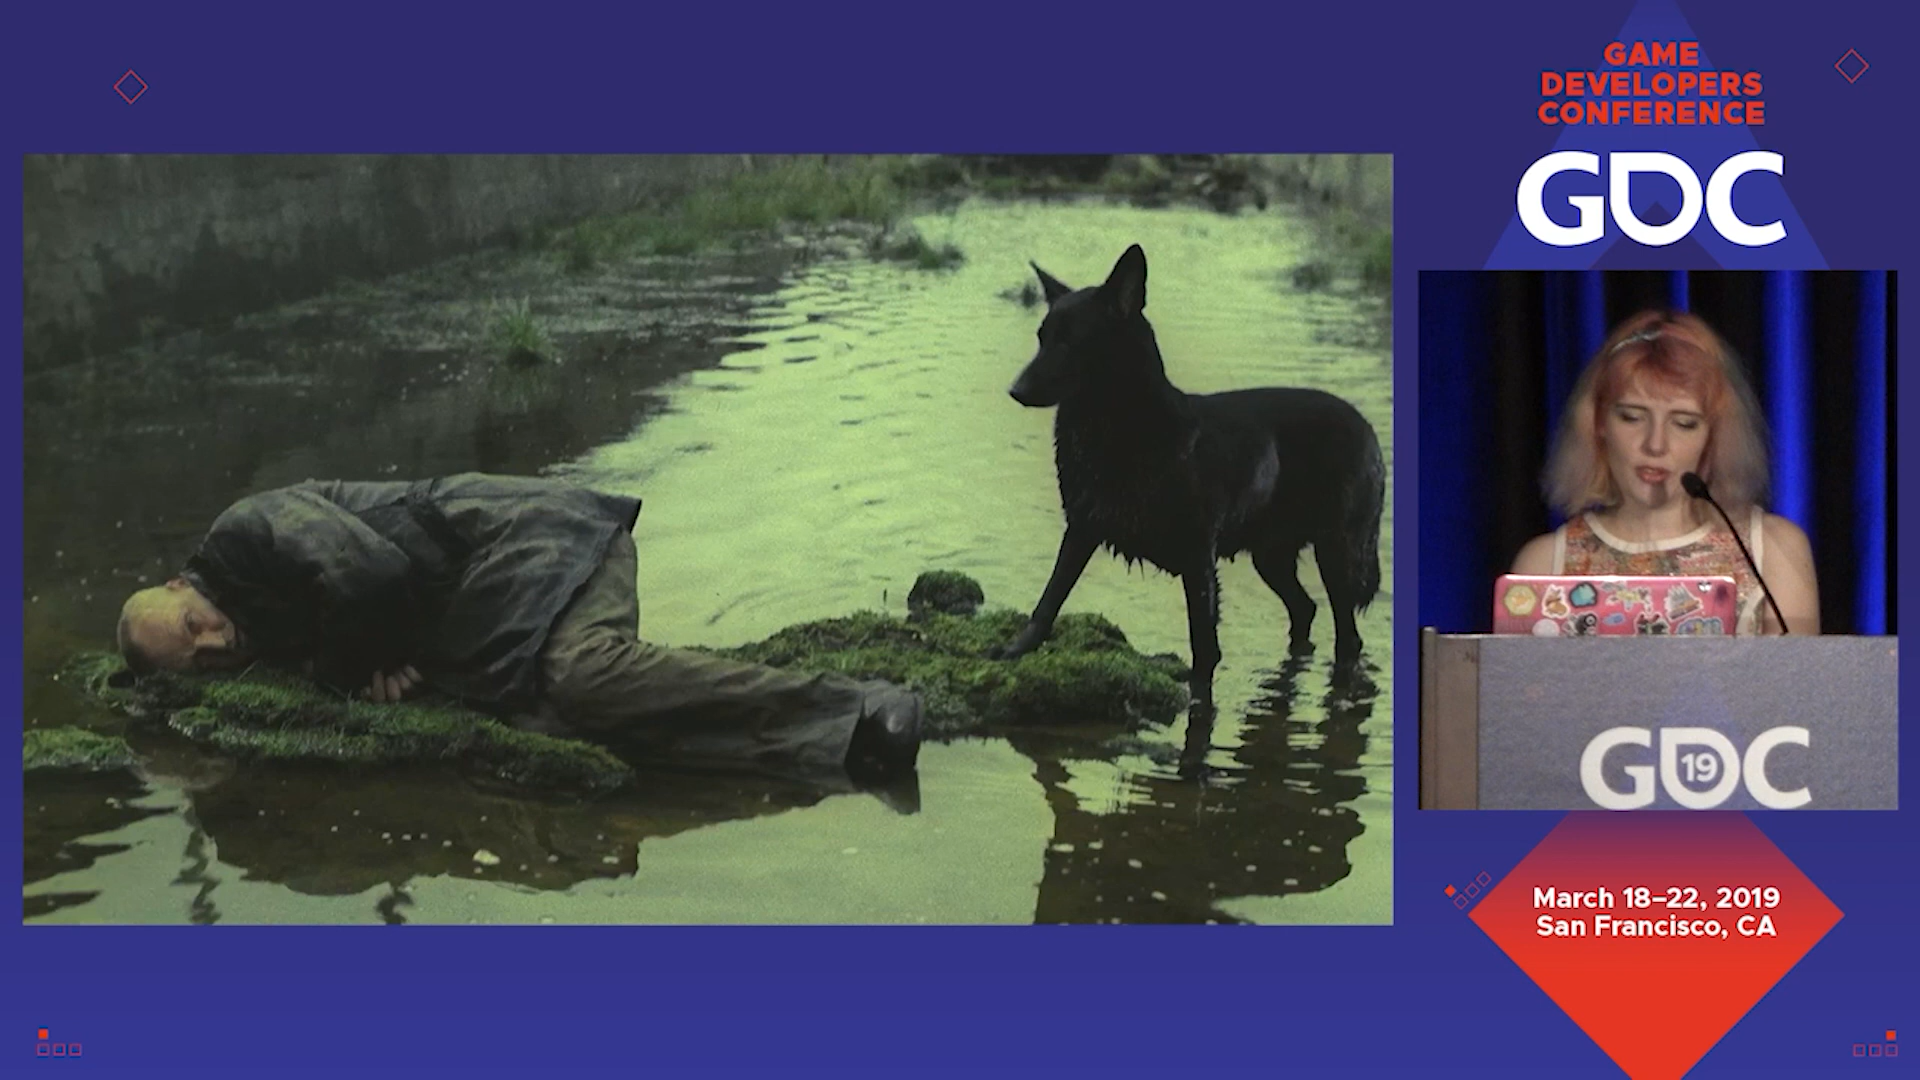 GAME
DEVELOPERS
CONFERENCE
GDC
GDC
19
March 18–22, 2019
San Francisco, CA